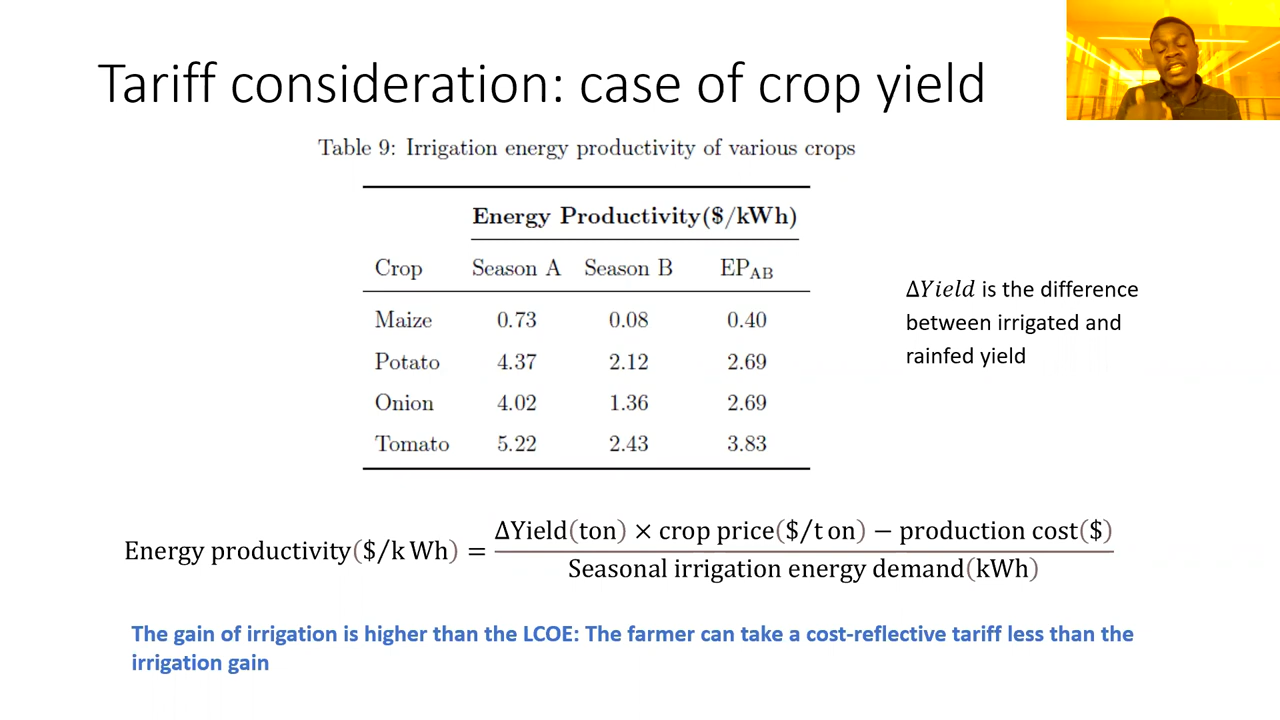 Tariff consideration: case of crop yield
Table 9: Irrigation energy productivity of various crops
Energy Productivity($/kWh)
Crop Season A Season B EP_AB
Maize 0.73 0.08 0.40
Potato 4.37 2.12 2.69
Onion 4.02 1.36 2.69
Tomato 5.22 2.43 3.83
ΔYield is the difference
between irrigated and
rainfed yield
ΔYield(ton) × crop price($/t on) − production cost($)
Energy productivity($/k Wh) =
Seasonal irrigation energy demand(kWh)
The gain of irrigation is higher than the LCOE: The farmer can take a cost-reflective tariff less than the
irrigation gain